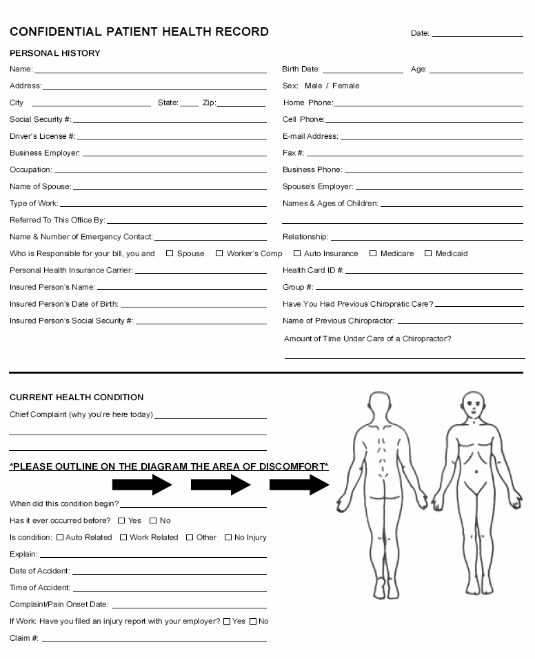 CONFIDENTIAL PATIENT HEALTH RECORD Date:
PERSONAL HISTORY
Name: Birth Date: Age:
Address: Sex: Male / Female
City State: Zip: Home Phone:
Social Security #: Cell Phone:
Driver's License #: E-mail Address:
Business Employer: Fax #:
Occupation: Business Phone:
Name of Spouse: Spouse's Employer:
Type of Work: Names & Ages of Children:
Referred To This Office By:
Name & Number of Emergency Contact: Relationship:
Who is Responsible for your bill, you and ☐ Spouse ☐ Worker's Comp ☐ Auto Insurance ☐ Medicare ☐ Medicaid
Personal Health Insurance Carrier: Health Card ID #:
Insured Person's Name: Group #:
Insured Person's Date of Birth: Have You Had Previous Chiropratic Care?
Insured Person's Social Security #: Name of Previous Chiropractor:
Amount of Time Under Care of a Chiropractor?
CURRENT HEALTH CONDITION
Chief Complaint (why you're here today)
*PLEASE OUTLINE ON THE DIAGRAM THE AREA OF DISCOMFORT*
When did this condition begin?
Has it ever occurred before? ☐ Yes ☐ No
Is condition: ☐ Auto Related ☐ Work Related ☐ Other ☐ No Injury
Explain:
Date of Accident:
Time of Accident:
Complaint/Pain Onset Date:
If Work: Have you filed an injury report with your employer? ☐ Yes ☐ No
Claim #: